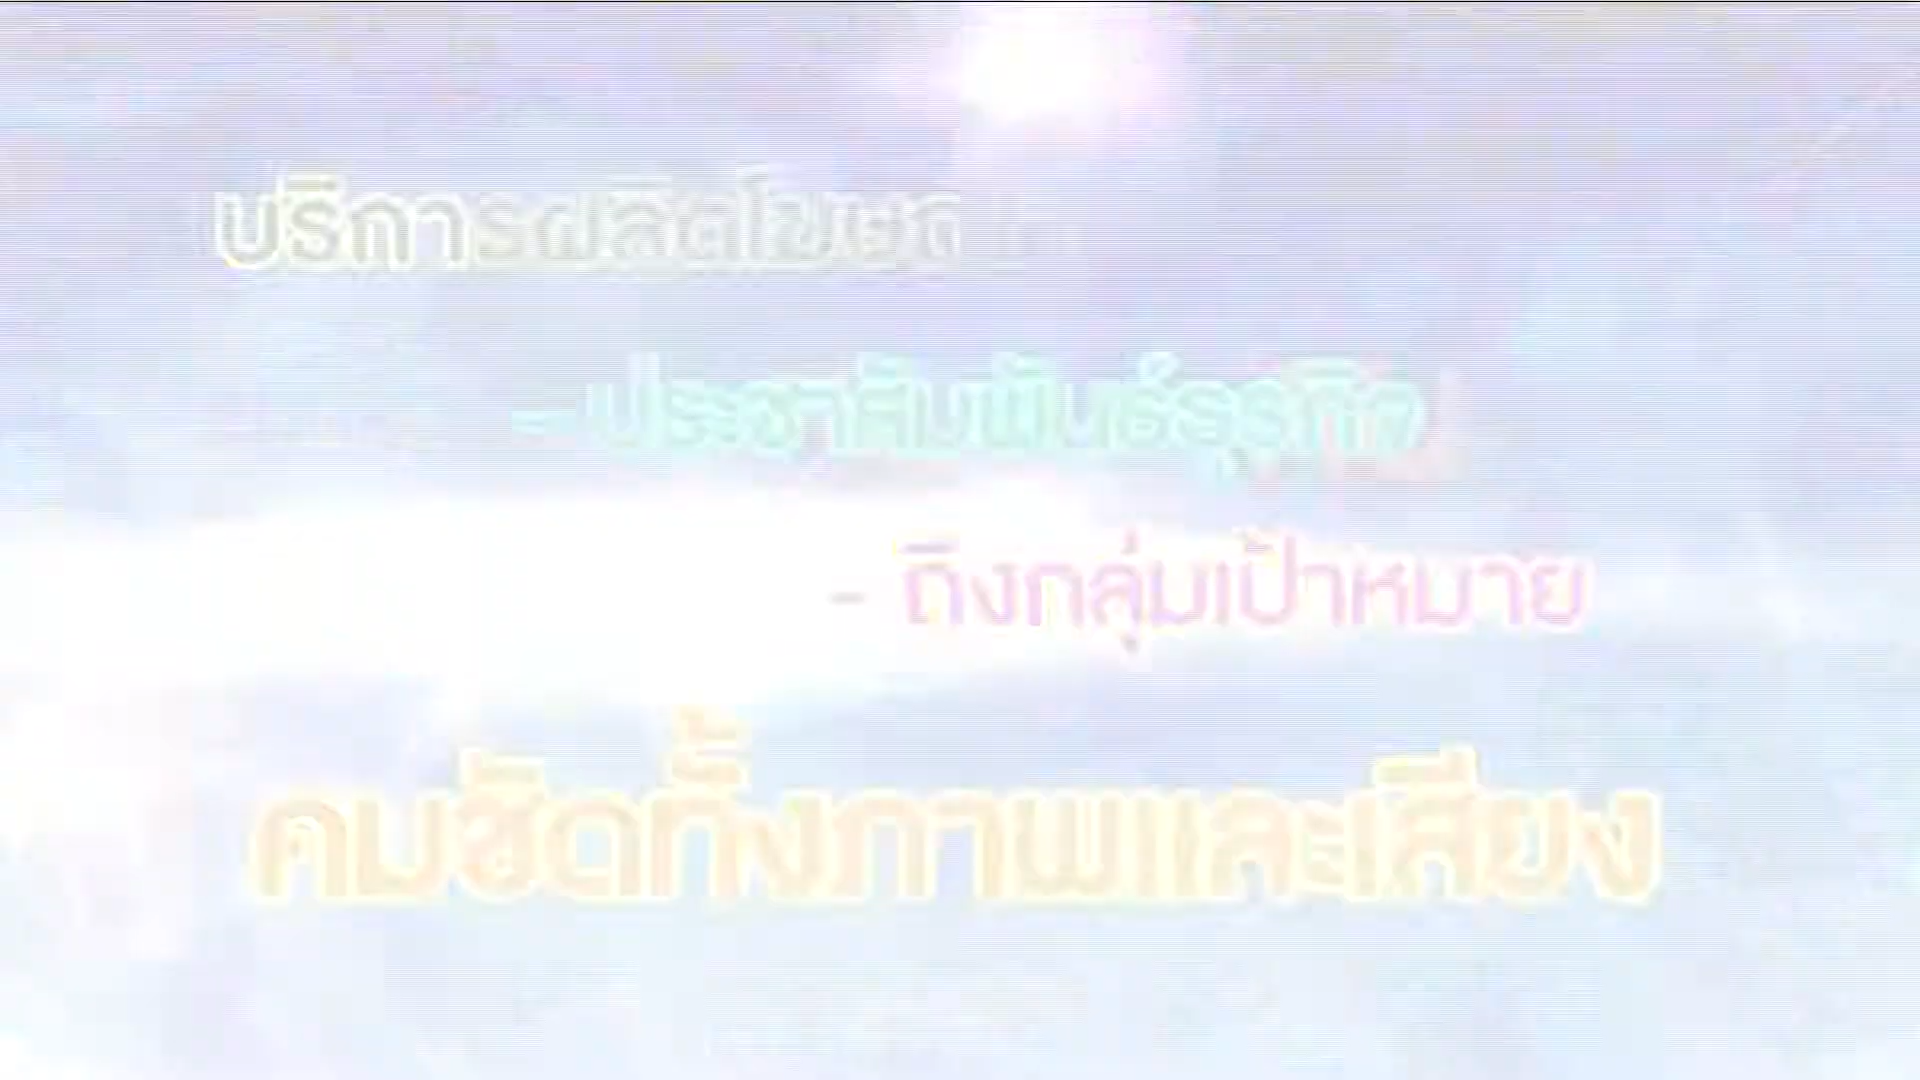 บริการผลิตโฆษณา
- ประชาสัมพันธ์ธุรกิจ
- ถึงกลุ่มเป้าหมาย
คมชัดทั้งภาพและเสียง